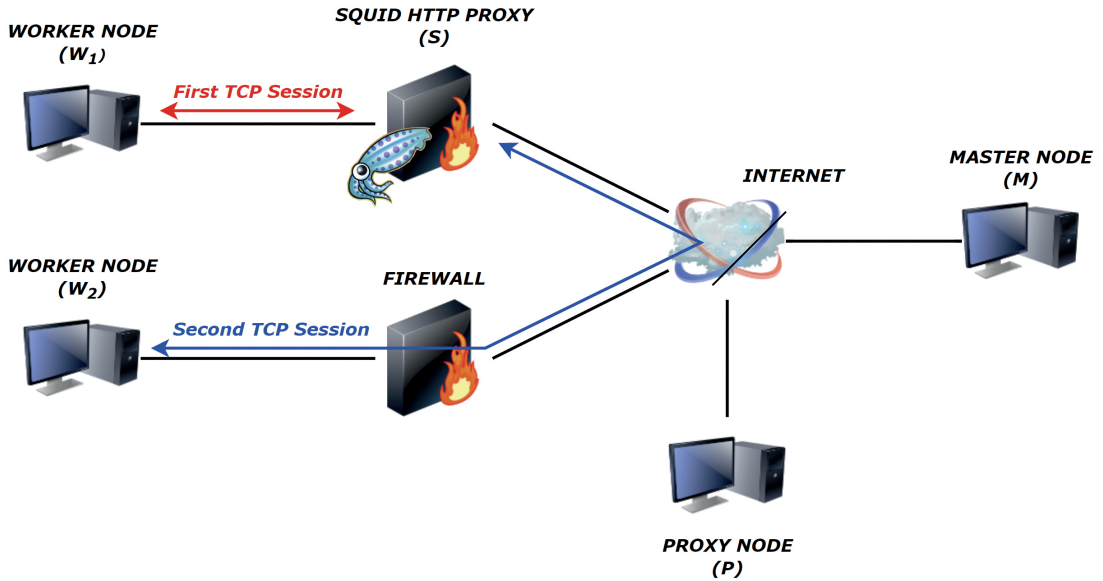 SQUID HTTP PROXY
(S)
WORKER NODE
(W1)
First TCP Session
MASTER NODE
(M)
INTERNET
WORKER NODE
(W2)
FIREWALL
Second TCP Session
PROXY NODE
(P)